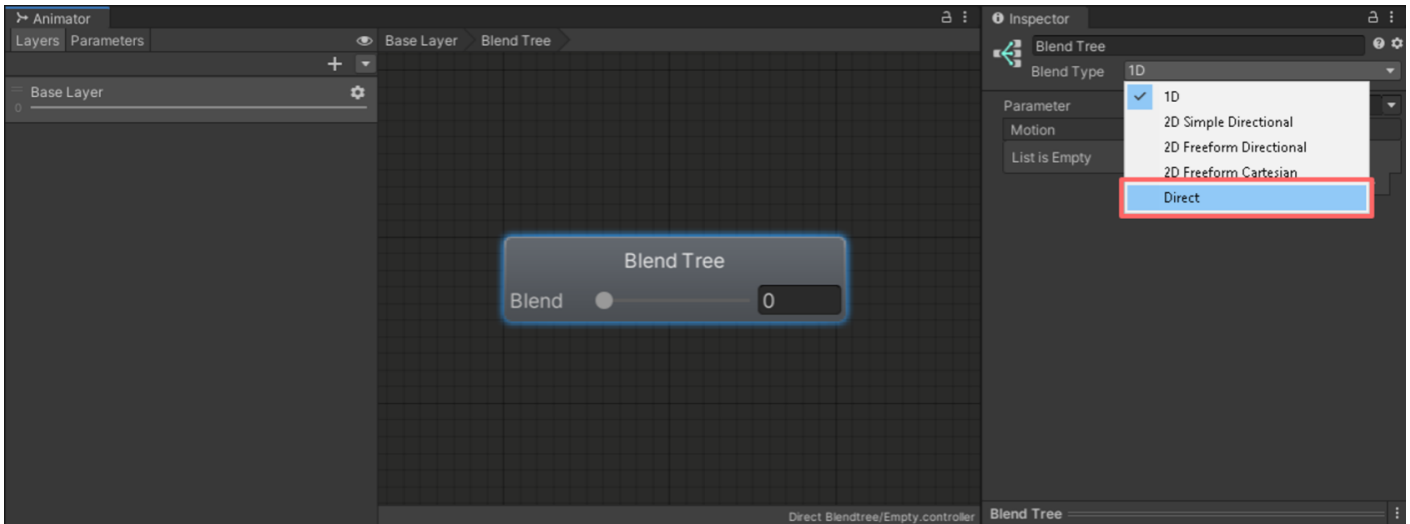 Animator
Layers Parameters
Base Layer
0
Base Layer Blend Tree
Blend Tree
Blend 0
Direct Blendtree/Empty.controller
Inspector
Blend Tree
Blend Type 1D
1D
2D Simple Directional
2D Freeform Directional
2D Freeform Cartesian
Direct
Parameter
Motion
List is Empty
Blend Tree